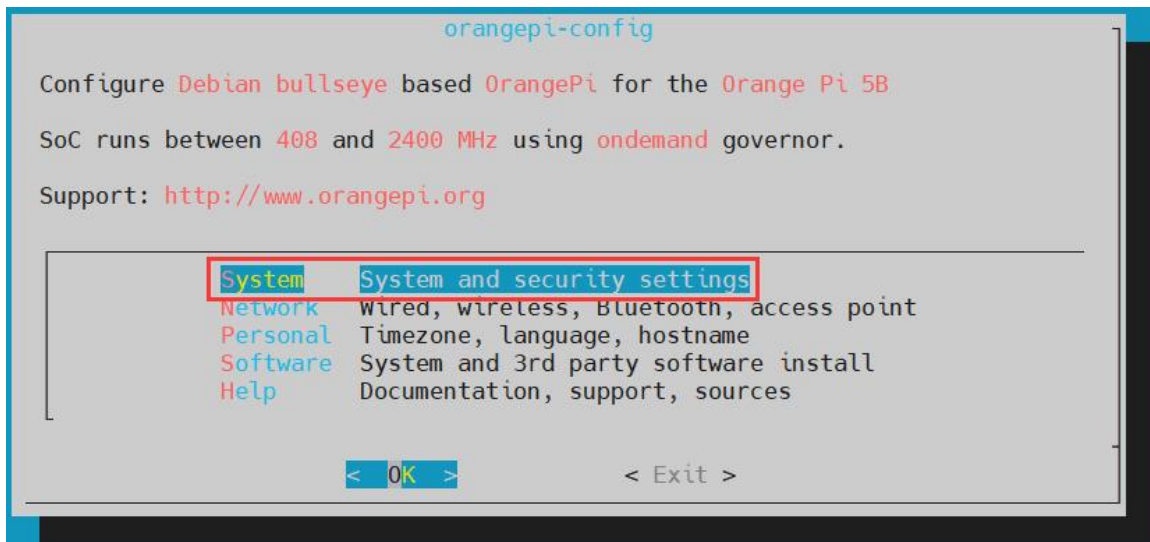 orangepi-config
Configure Debian bullseye based OrangePi for the Orange Pi 5B
SoC runs between 408 and 2400 MHz using ondemand governor.
Support: http://www.orangepi.org
System System and security settings
Network Wired, wireless, Bluetooth, access point
Personal Timezone, language, hostname
Software System and 3rd party software install
Help Documentation, support, sources
< OK > < Exit >